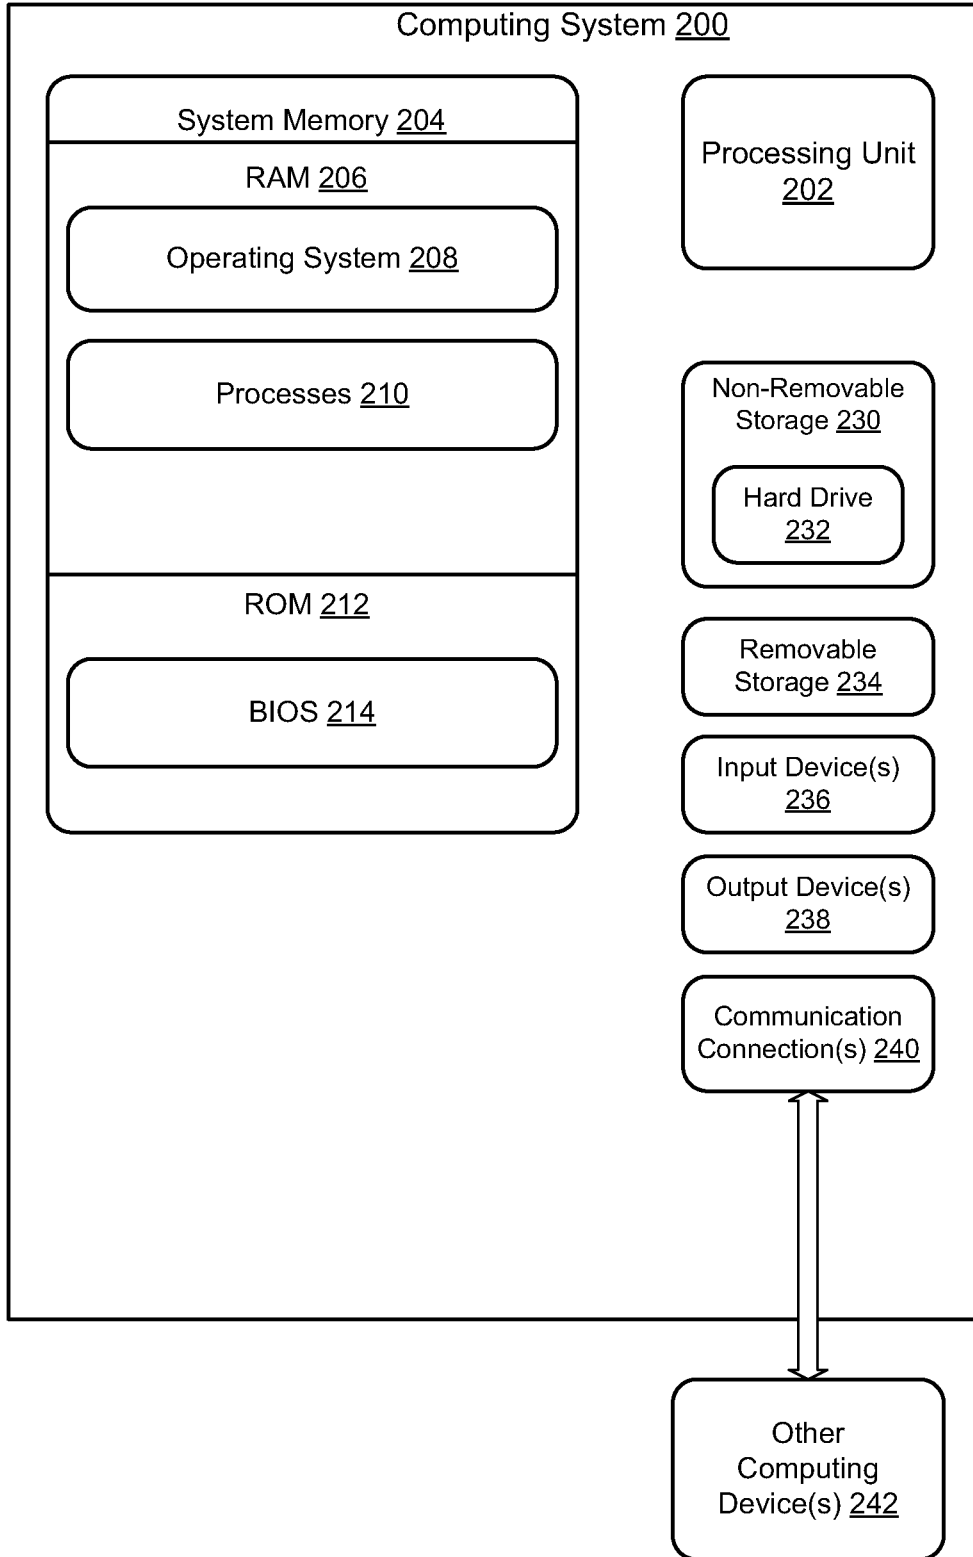 Computing System 200
System Memory 204
RAM 206
Operating System 208
Processes 210
ROM 212
BIOS 214
Processing Unit
202
Non-Removable
Storage 230
Hard Drive
232
Removable
Storage 234
Input Device(s)
236
Output Device(s)
238
Communication
Connection(s) 240
Other
Computing
Device(s) 242